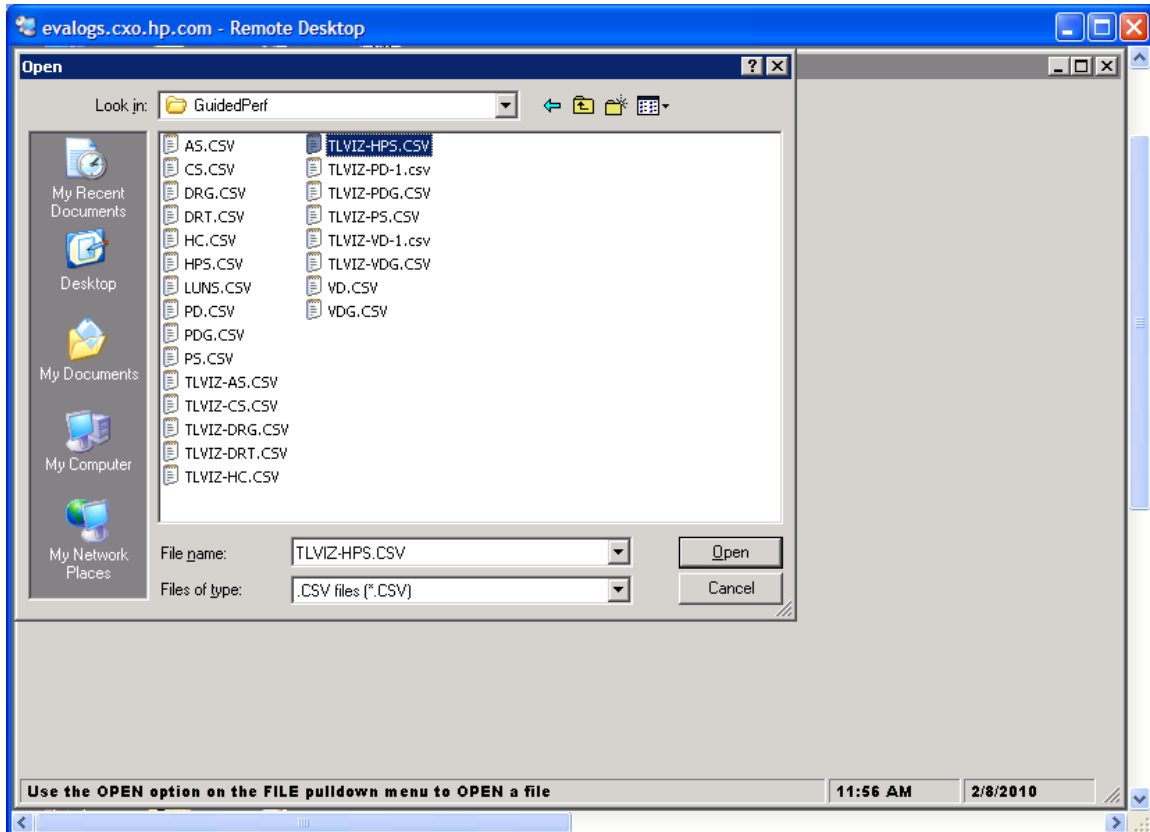 evalogs.cxo.hp.com - Remote Desktop
Open
Look in:
GuidedPerf
My Recent
Documents
Desktop
My Documents
My Computer
My Network
Places
AS.CSV
CS.CSV
DRG.CSV
DRT.CSV
HC.CSV
HPS.CSV
LUNS.CSV
PD.CSV
PDG.CSV
PS.CSV
TLVIZ-AS.CSV
TLVIZ-CS.CSV
TLVIZ-DRG.CSV
TLVIZ-DRT.CSV
TLVIZ-HC.CSV
TLVIZ-HPS.CSV
TLVIZ-PD-1.csv
TLVIZ-PDG.CSV
TLVIZ-PS.CSV
TLVIZ-VD-1.csv
TLVIZ-VDG.CSV
VD.CSV
VDG.CSV
File name:
TLVIZ-HPS.CSV
Open
Files of type:
.CSV files (*.CSV)
Cancel
Use the OPEN option on the FILE pulldown menu to OPEN a file
11:56 AM
2/8/2010